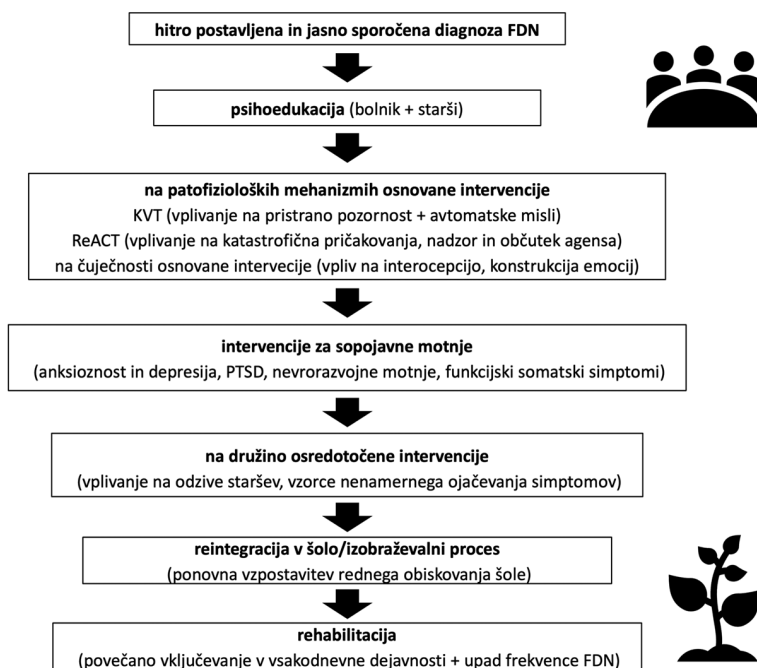 hitro postavljena in jasno sporočena diagnoza FDN
psihoedukacija (bolnik + starši)
na patofizioloških mehanizmih osnovane intervencije
KVT (vplivanje na pristrano pozornost + avtomatske misli)
ReACT (vplivanje na katastrofična pričakovanja, nadzor in občutek agensa)
na čuječnosti osnovane intervecije (vpliv na interocepcijo, konstrukcija emocij)
intervencije za sopojavne motnje
(anksioznost in depresija, PTSD, nevrorazvojne motnje, funkcijski somatski simptomi)
na družino osredotočene intervencije
(vplivanje na odzive staršev, vzorce nenamernega ojačevanja simptomov)
reintegracija v šolo/izobraževalni proces
(ponovna vzpostavitev rednega obiskovanja šole)
rehabilitacija
(povečano vključevanje v vsakodnevne dejavnosti + upad frekvence FDN)